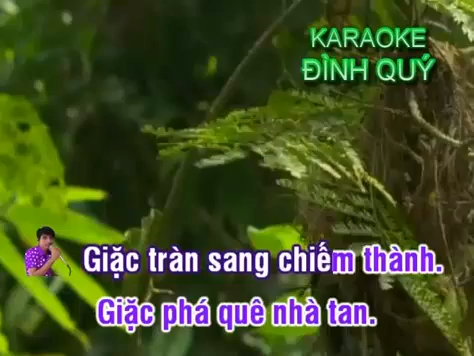 KARAOKE
ĐÌNH QUÝ
Giặc tràn sang chiếm thành.
Giặc phá quê nhà tan.